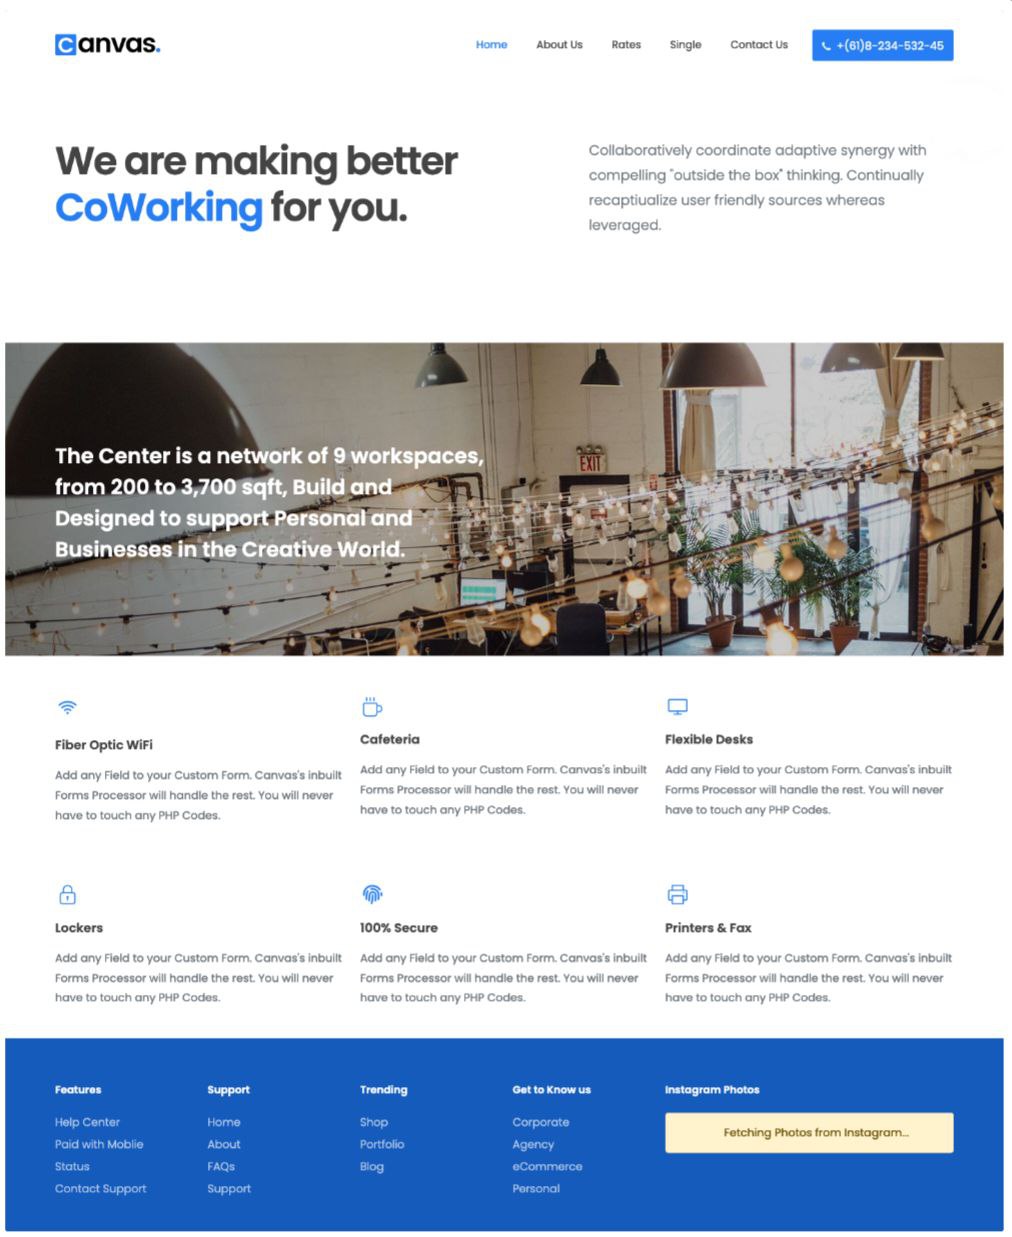 canvas.
Home About Us Rates Single Contact Us +(61)8-234-532-45
We are making better
CoWorking for you.
Collaboratively coordinate adaptive synergy with
compelling "outside the box" thinking. Continually
recaptiualize user friendly sources whereas
leveraged.
EXIT
The Center is a network of 9 workspaces,
from 200 to 3,700 sqft, Build and
Designed to support Personal and
Businesses in the Creative World.
Fiber Optic WiFi
Add any Field to your Custom Form. Canvas's inbuilt
Forms Processor will handle the rest. You will never
have to touch any PHP Codes.
Cafeteria
Add any Field to your Custom Form. Canvas's inbuilt
Forms Processor will handle the rest. You will never
have to touch any PHP Codes.
Flexible Desks
Add any Field to your Custom Form. Canvas's inbuilt
Forms Processor will handle the rest. You will never
have to touch any PHP Codes.
Lockers
Add any Field to your Custom Form. Canvas's inbuilt
Forms Processor will handle the rest. You will never
have to touch any PHP Codes.
100% Secure
Add any Field to your Custom Form. Canvas's inbuilt
Forms Processor will handle the rest. You will never
have to touch any PHP Codes.
Printers & Fax
Add any Field to your Custom Form. Canvas's inbuilt
Forms Processor will handle the rest. You will never
have to touch any PHP Codes.
Features
Help Center
Paid with Moblie
Status
Contact Support
Support
Home
About
FAQs
Support
Trending
Shop
Portfolio
Blog
Get to Know us
Corporate
Agency
eCommerce
Personal
Instagram Photos
Fetching Photos from Instagram...